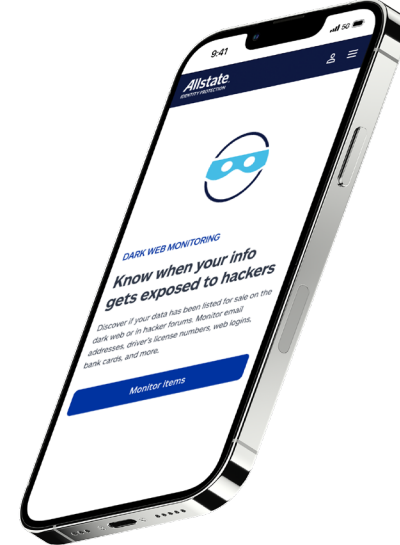 9:41
5G
Allstate.
IDENTITY PROTECTION
DARK WEB MONITORING
Know when your info
gets exposed to hackers
Discover if your data has been listed for sale on the
dark web or in hacker forums. Monitor email
addresses, driver's license numbers, web logins,
bank cards, and more.
Monitor items